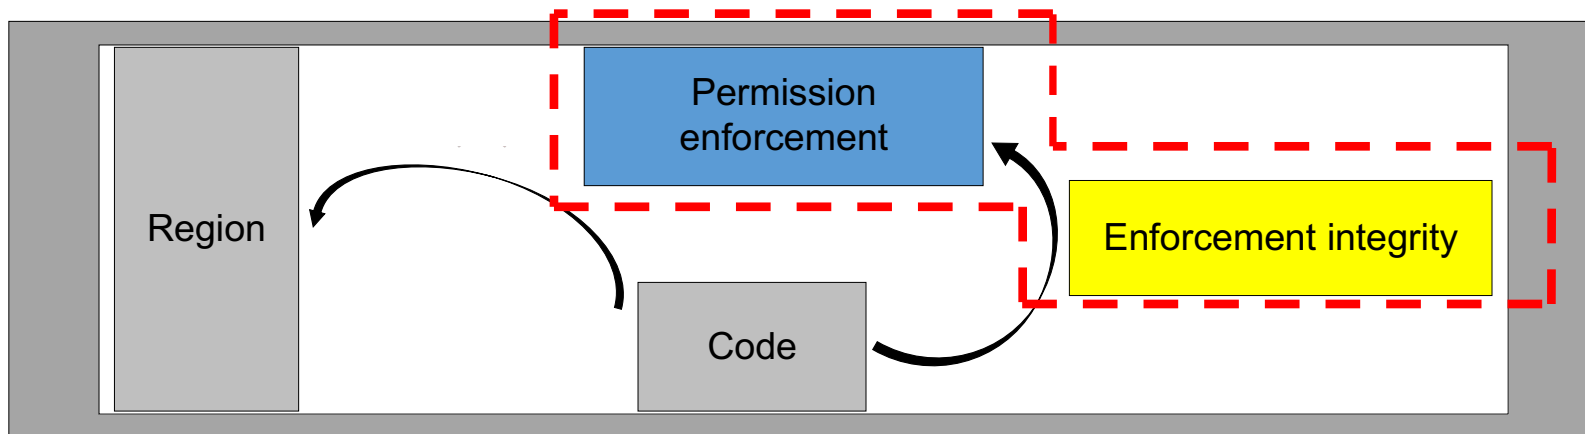 Permission
enforcement
Region
Enforcement integrity
Code